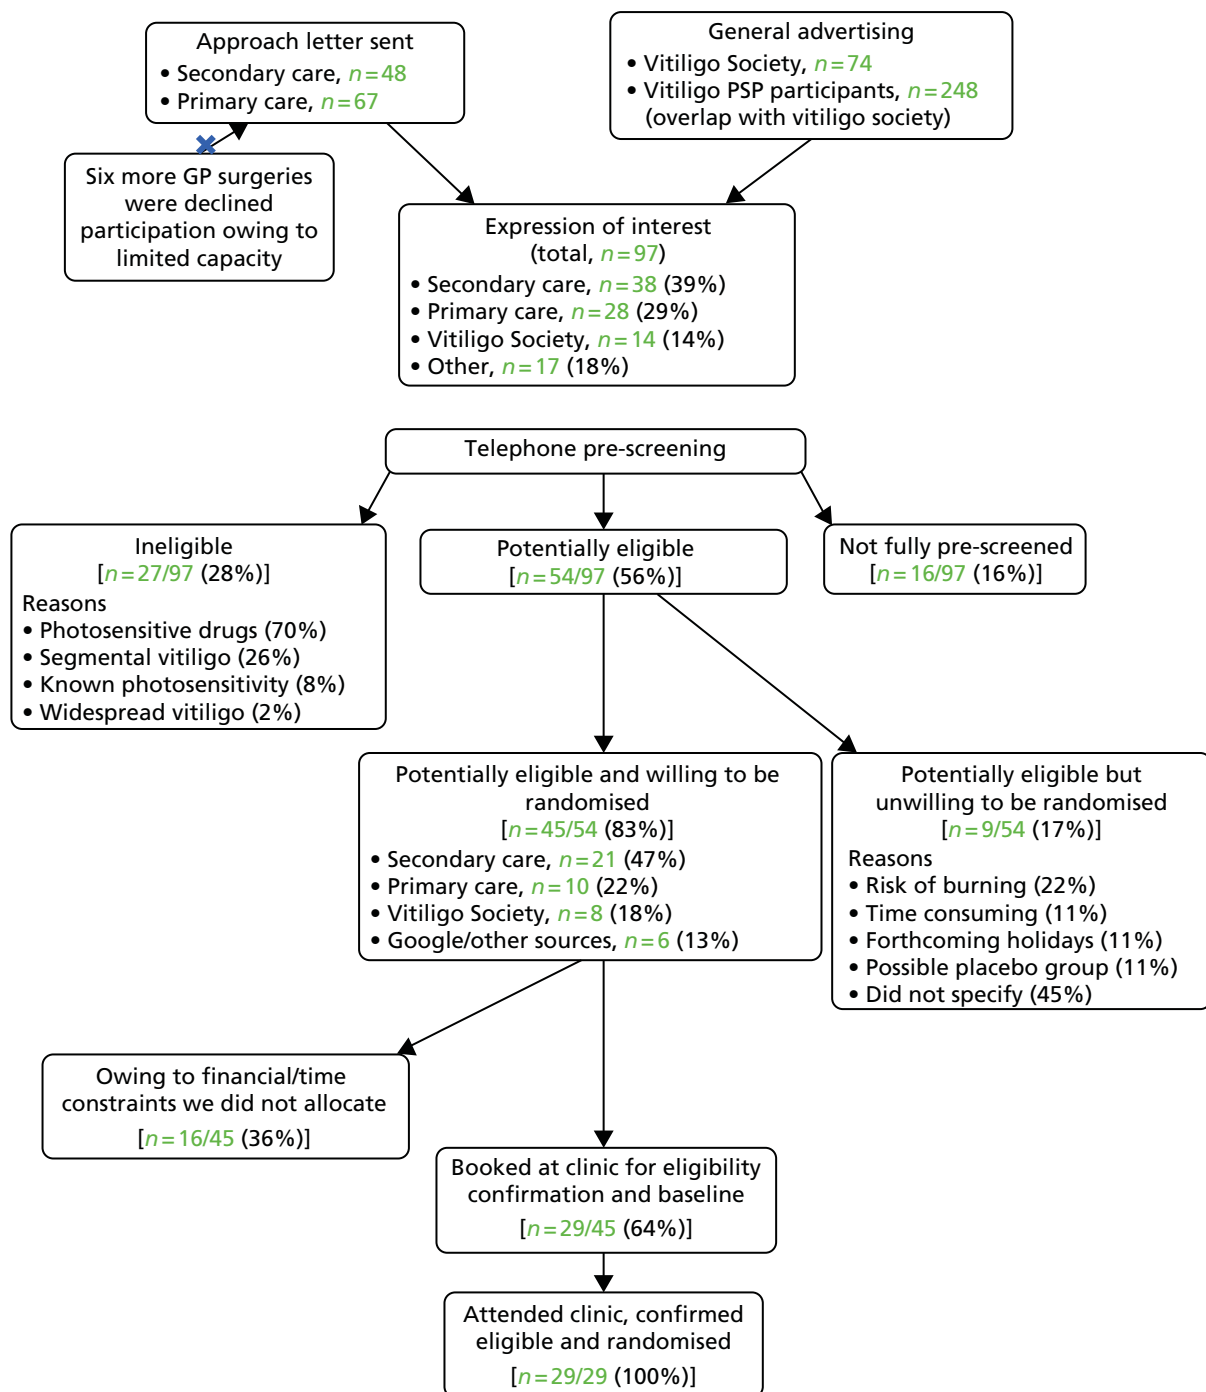 Approach letter sent
• Secondary care, n=48
• Primary care, n=67
General advertising
• Vitiligo Society, n=74
• Vitiligo PSP participants, n=248
(overlap with vitiligo society)
Six more GP surgeries
were declined
participation owing to
limited capacity
Expression of interest
(total, n=97)
• Secondary care, n=38 (39%)
• Primary care, n=28 (29%)
• Vitiligo Society, n=14 (14%)
• Other, n=17 (18%)
Telephone pre-screening
Ineligible
[n=27/97 (28%)]
Reasons
• Photosensitive drugs (70%)
• Segmental vitiligo (26%)
• Known photosensitivity (8%)
• Widespread vitiligo (2%)
Potentially eligible
[n=54/97 (56%)]
Not fully pre-screened
[n=16/97 (16%)]
Potentially eligible and willing to be
randomised
[n=45/54 (83%)]
• Secondary care, n=21 (47%)
• Primary care, n=10 (22%)
• Vitiligo Society, n=8 (18%)
• Google/other sources, n=6 (13%)
Potentially eligible but
unwilling to be randomised
[n=9/54 (17%)]
Reasons
• Risk of burning (22%)
• Time consuming (11%)
• Forthcoming holidays (11%)
• Possible placebo group (11%)
• Did not specify (45%)
Owing to financial/time
constraints we did not allocate
[n=16/45 (36%)]
Booked at clinic for eligibility
confirmation and baseline
[n=29/45 (64%)]
Attended clinic, confirmed
eligible and randomised
[n=29/29 (100%)]